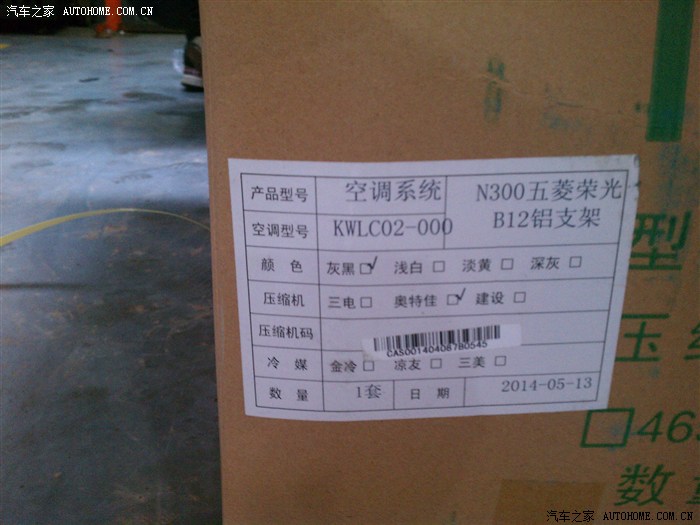 汽车之家 AUTOHOME.COM.CN
产品型号 空调系统 N300五菱荣光
空调型号 KWLC02-000 B12铝支架
颜 色 灰黑☑ 浅白□ 淡黄□ 深灰□
压缩机 三电□ 奥特佳☑ 建设□
压缩机码
CAS001404087B0545
冷 媒 金冷□ 凉友□ 三美□
数 量 1套 日 期 2014-05-13
型
压
□46
数
汽车之家 AUTOHOME.COM.CN